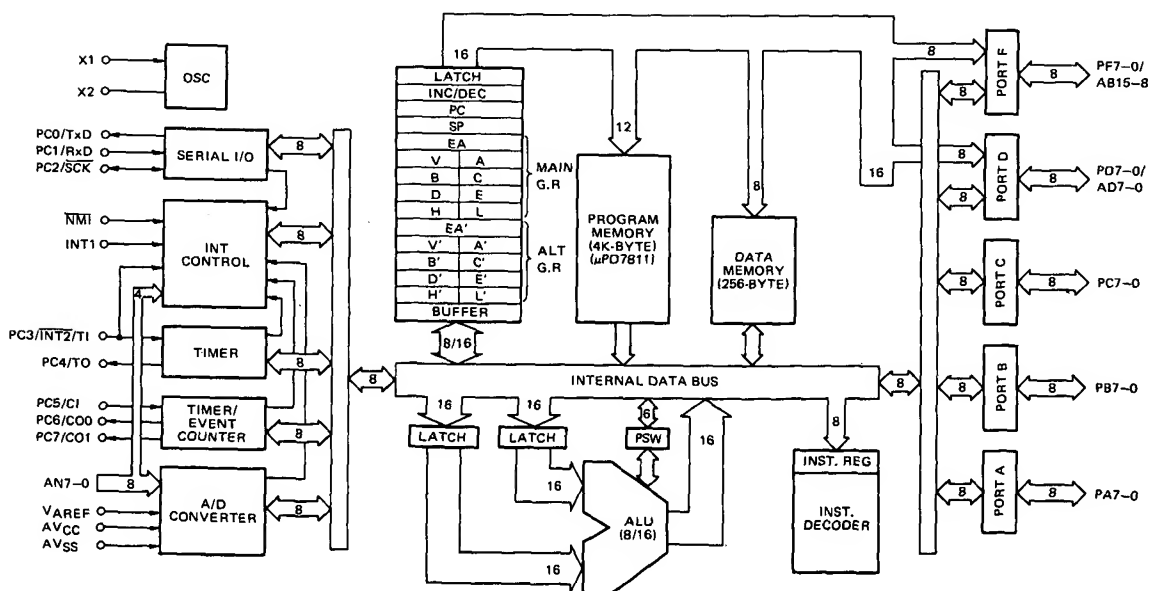 X1
X2
OSC
PC0/TxD
PC1/RxD
PC2/SCK
SERIAL I/O
8
NMI
INT1
INT
CONTROL
8
4
PC3/INT2/TI
PC4/TO
TIMER
8
PC5/CI
PC6/CO0
PC7/CO1
TIMER/
EVENT
COUNTER
8
AN7-0
8
VAREF
AVCC
AVSS
A/D
CONVERTER
8
8
16
LATCH
INC/DEC
PC
SP
EA
V A
B C
D E
H L
MAIN
G.R
EA'
V' A'
B' C'
D' E'
H' L'
ALT
G.R
BUFFER
8/16
12
PROGRAM
MEMORY
(4K-BYTE)
(μPD7811)
8
DATA
MEMORY
(256-BYTE)
16
8
INTERNAL DATA BUS
8
16
16
LATCH
LATCH
6
PSW
16
16
16
ALU
(8/16)
8
INST. REG
INST.
DECODER
8
8
PORT F
8
PF7-0/
AB15-8
8
8
PORT D
8
PD7-0/
AD7-0
8
PORT C
8
PC7-0
8
PORT B
8
PB7-0
8
PORT A
8
PA7-0